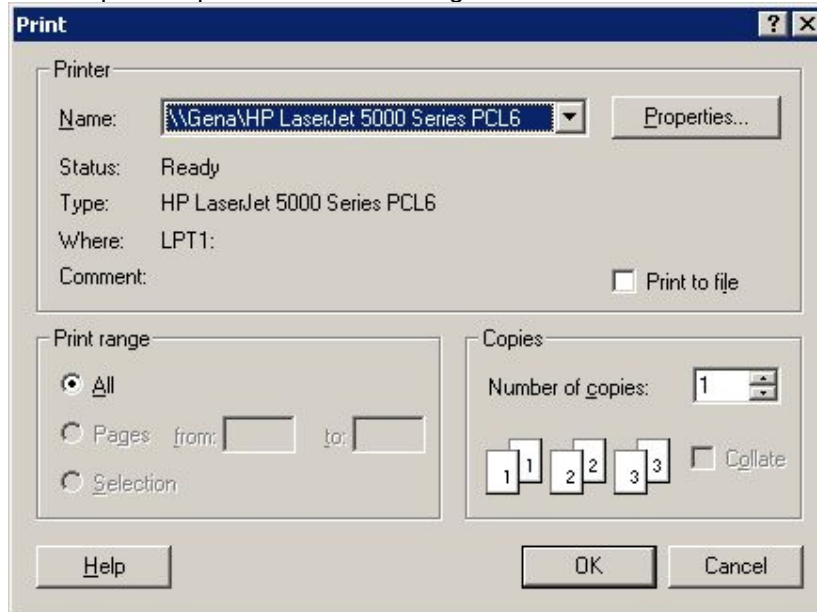 Print
Printer
Name: \\Gena\HP LaserJet 5000 Series PCL6 Properties...
Status: Ready
Type: HP LaserJet 5000 Series PCL6
Where: LPT1:
Comment:
Print to file
Print range
All
Pages from: to:
Selection
Copies
Number of copies: 1
1 1 2 2 3 3 Collate
Help OK Cancel